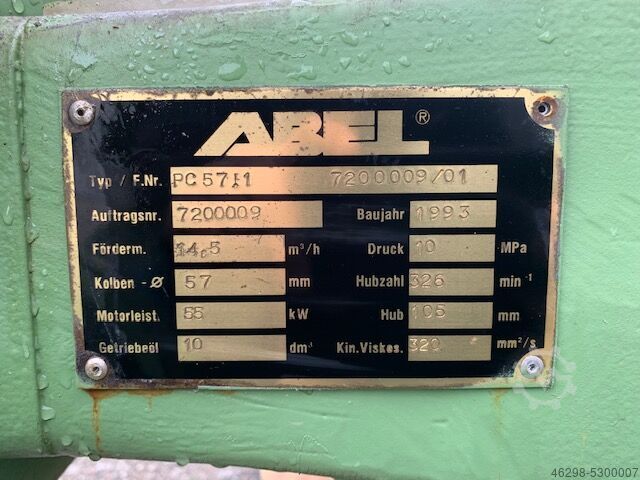 ABEL®
Typ / F.Nr. PC57.1 7200009/01
Auftragsnr. 7200009 Baujahr 1993
Förderm. 14,5 m³/h Druck 10 MPa
Kolben - Ø 57 mm Hubzahl 326 min⁻¹
Motorleist. 55 kW Hub 105 mm
Getriebeöl 10 dm³ Kin.Viskos. 320 mm²/s
46298-5300007